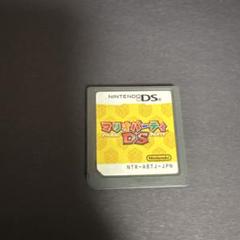 NINTENDO DS
マリオパーティ
DS
Nintendo
NTR-A8TJ-JPN